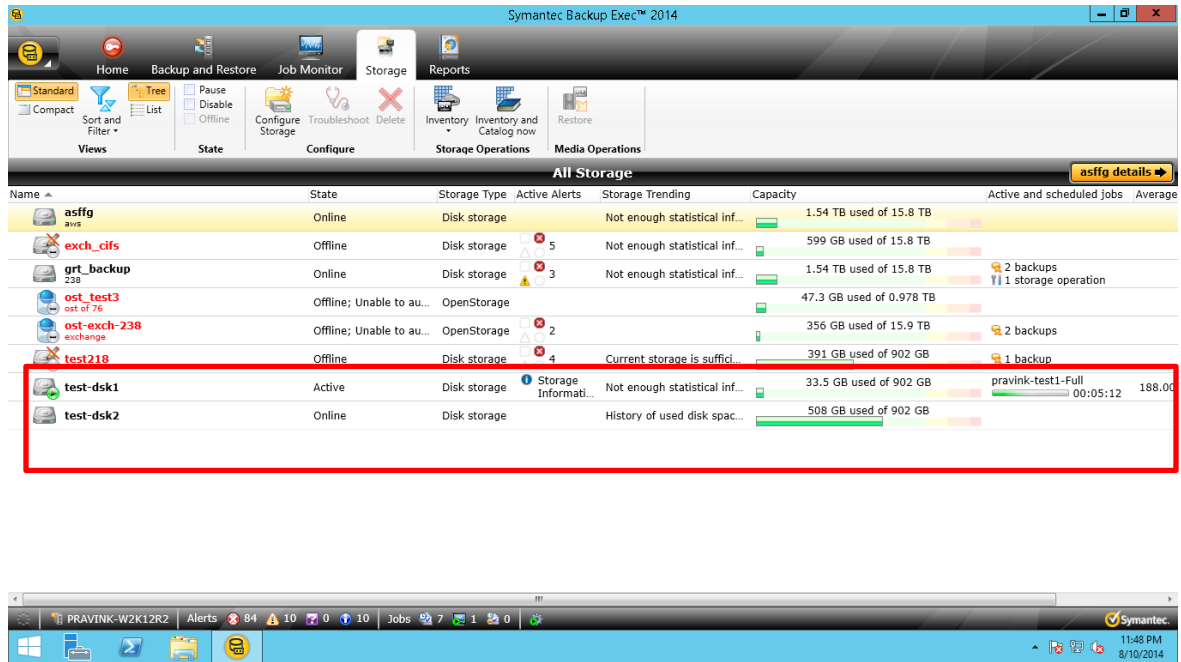 Symantec Backup Exec™ 2014
Home Backup and Restore Job Monitor Storage Reports
Standard
Compact
Sort and
Filter
Tree
List
Views
Pause
Disable
Offline
State
Configure
Storage
Troubleshoot
Delete
Configure
Inventory
Inventory and
Catalog now
Storage Operations
Restore
Media Operations
All Storage
asffg details
Name State Storage Type Active Alerts Storage Trending Capacity Active and scheduled jobs Average
asffg Online Disk storage Not enough statistical inf... 1.54 TB used of 15.8 TB
aws
exch_cifs Offline Disk storage 5 Not enough statistical inf... 599 GB used of 15.8 TB
grt_backup Online Disk storage 3 Not enough statistical inf... 1.54 TB used of 15.8 TB 2 backups
238 1 storage operation
ost_test3 Offline; Unable to au... OpenStorage 47.3 GB used of 0.978 TB
ost of 76
ost-exch-238 Offline; Unable to au... OpenStorage 2 356 GB used of 15.9 TB 2 backups
exchange
test218 Offline Disk storage 4 Current storage is suffici... 391 GB used of 902 GB 1 backup
test-dsk1 Active Disk storage Storage Informati... Not enough statistical inf... 33.5 GB used of 902 GB pravink-test1-Full 00:05:12 188.00
test-dsk2 Online Disk storage History of used disk spac... 508 GB used of 902 GB
PRAVINK-W2K12R2 Alerts 84 10 0 10 Jobs 7 1 0 Symantec.
11:48 PM
8/10/2014